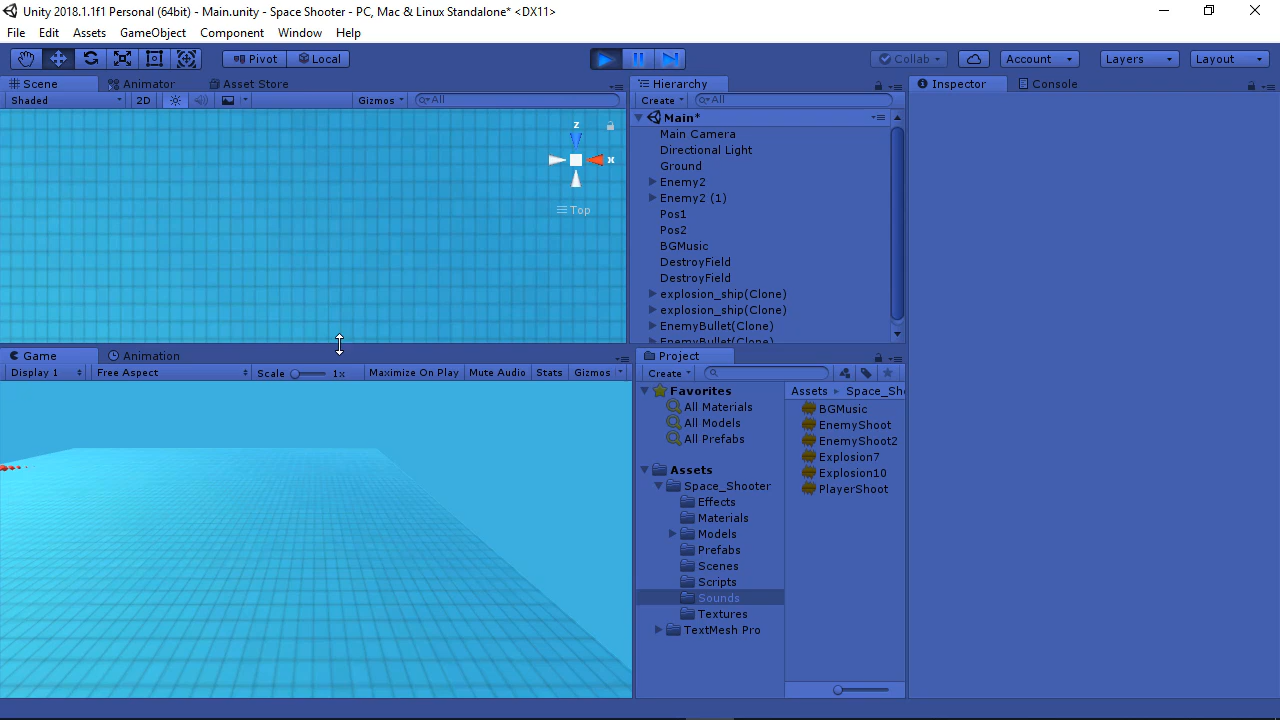 Unity 2018.1.1f1 Personal (64bit) - Main.unity - Space Shooter - PC, Mac & Linux Standalone* <DX11>
File Edit Assets GameObject Component Window Help
Pivot Local Collab Account Layers Layout
Scene Animator Asset Store
Shaded 2D Gizmos All
z
x
Top
Hierarchy
Create All
Main*
Main Camera
Directional Light
Ground
Enemy2
Enemy2 (1)
Pos1
Pos2
BGMusic
DestroyField
DestroyField
explosion_ship(Clone)
explosion_ship(Clone)
EnemyBullet(Clone)
EnemyBullet(Clone)
Inspector Console
Game Animation
Display 1 Free Aspect Scale 1x Maximize On Play Mute Audio Stats Gizmos
Project
Create
Favorites
All Materials
All Models
All Prefabs
Assets
Space_Shooter
Effects
Materials
Models
Prefabs
Scenes
Scripts
Sounds
Textures
TextMesh Pro
Assets Space_Sho
BGMusic
EnemyShoot
EnemyShoot2
Explosion7
Explosion10
PlayerShoot